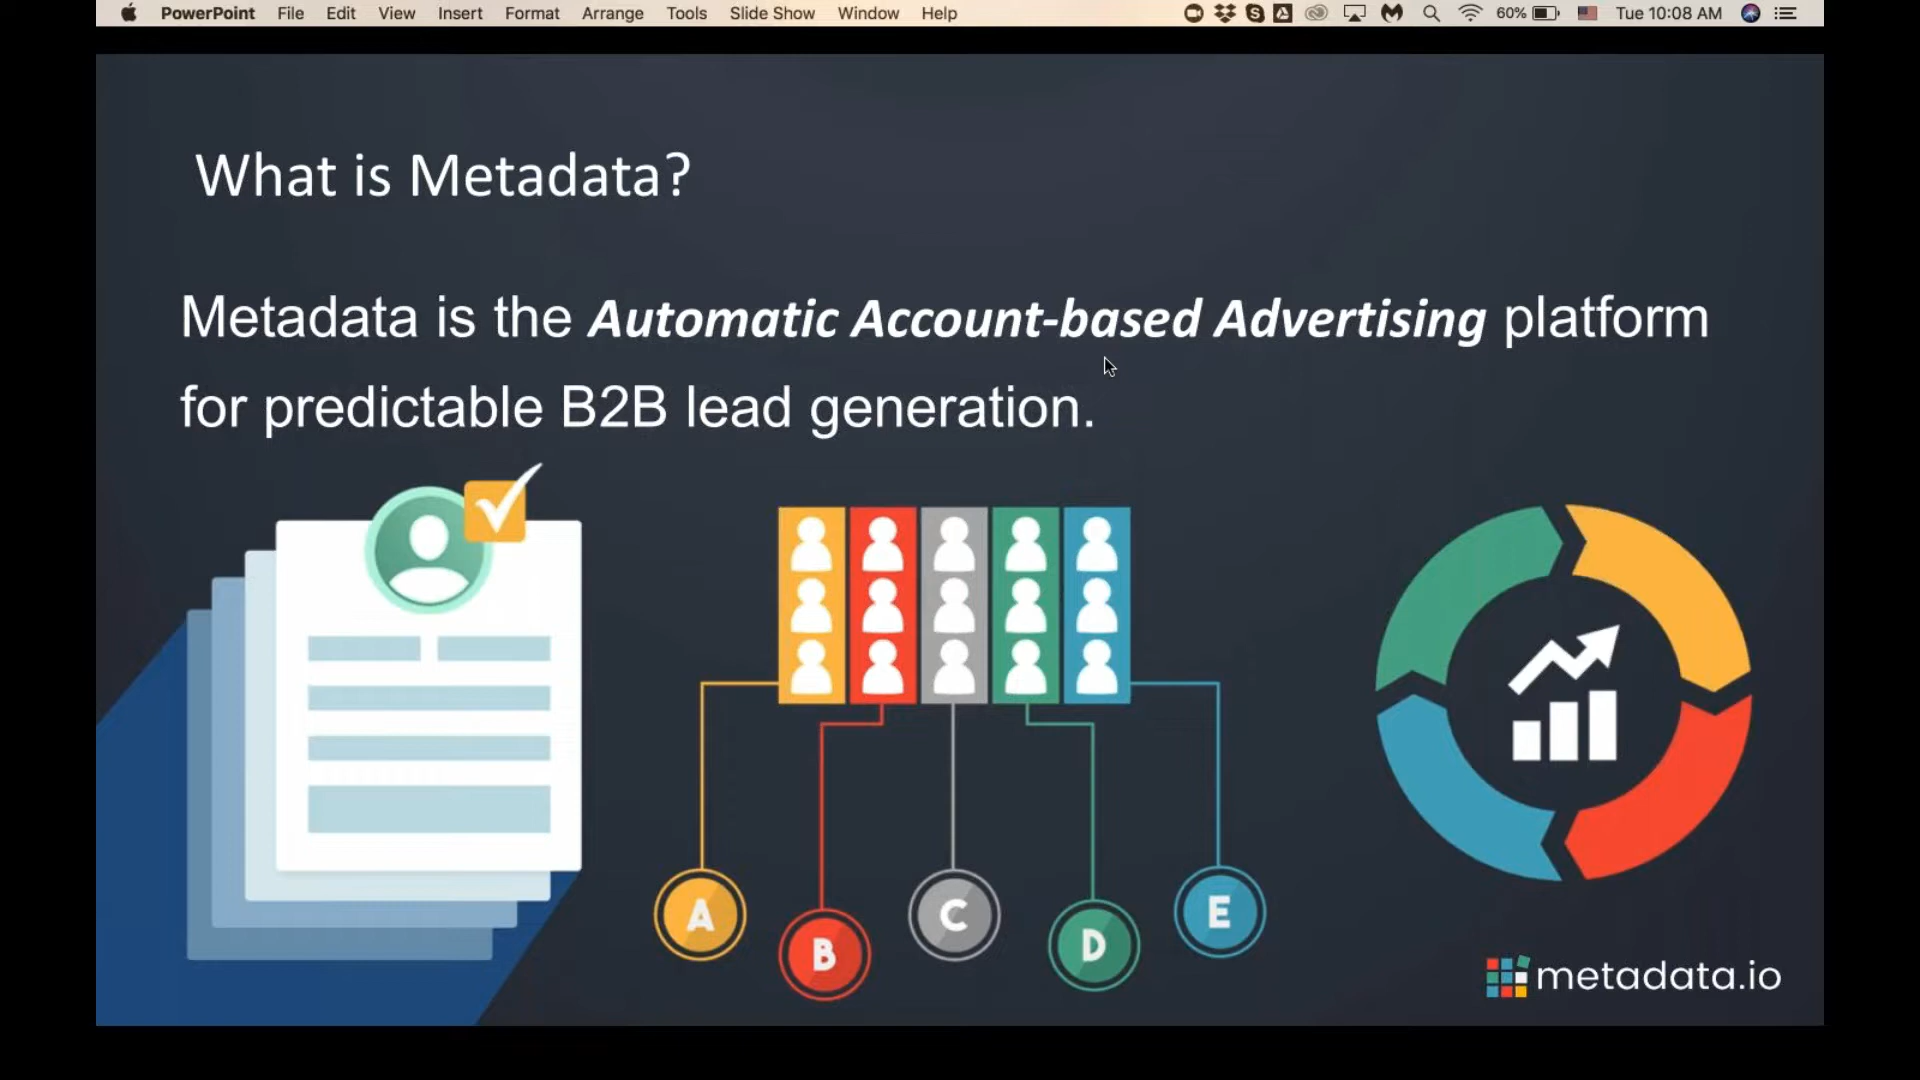 PowerPoint File Edit View Insert Format Arrange Tools Slide Show Window Help 60% Tue 10:08 AM
What is Metadata?
Metadata is the Automatic Account-based Advertising platform
for predictable B2B lead generation.
A
B
C
D
E
metadata.io